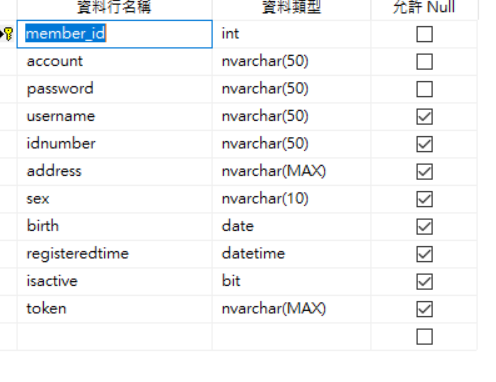 資料行名稱 資料類型 允許 Null
member_id int
account nvarchar(50)
password nvarchar(50)
username nvarchar(50)
idnumber nvarchar(50)
address nvarchar(MAX)
sex nvarchar(10)
birth date
registeredtime datetime
isactive bit
token nvarchar(MAX)